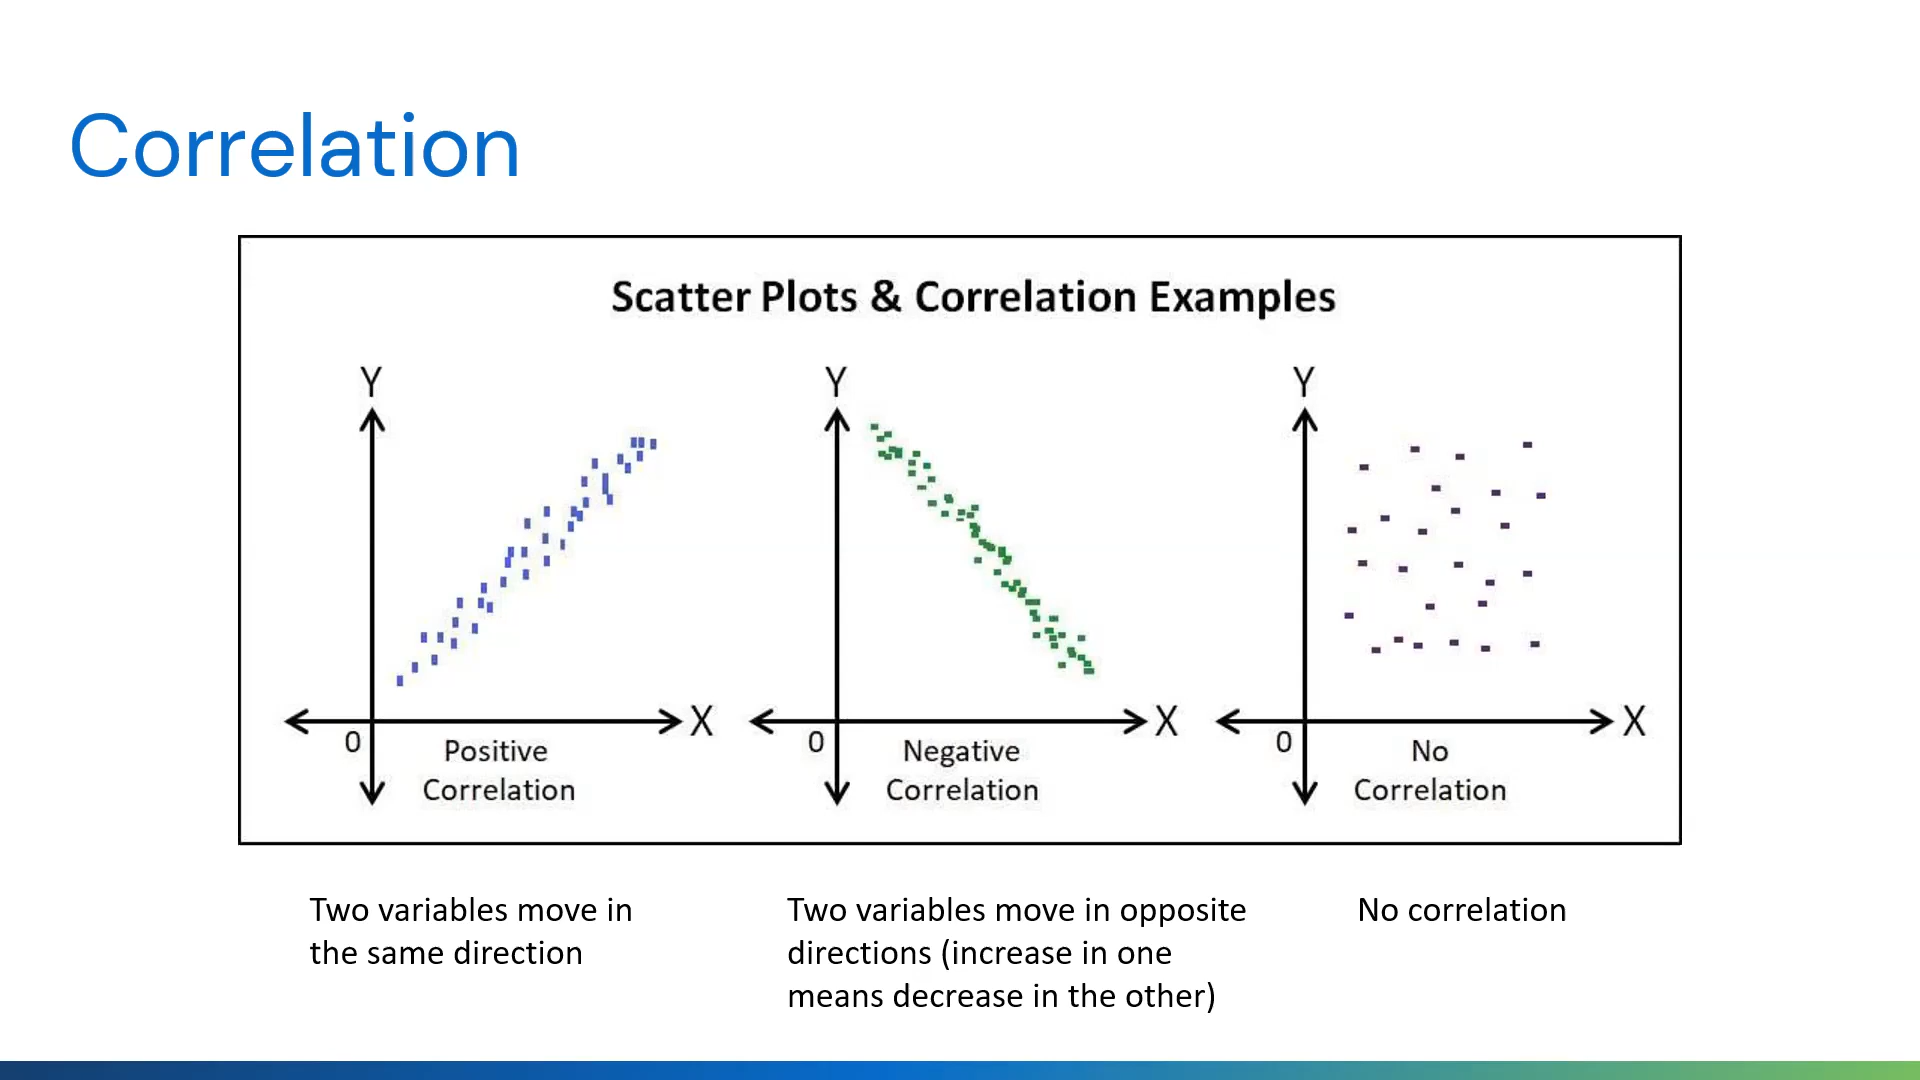 Correlation
Scatter Plots & Correlation Examples
Y
X
0
Positive
Correlation
Y
X
0
Negative
Correlation
Y
X
0
No
Correlation
Two variables move in
the same direction
Two variables move in opposite
directions (increase in one
means decrease in the other)
No correlation